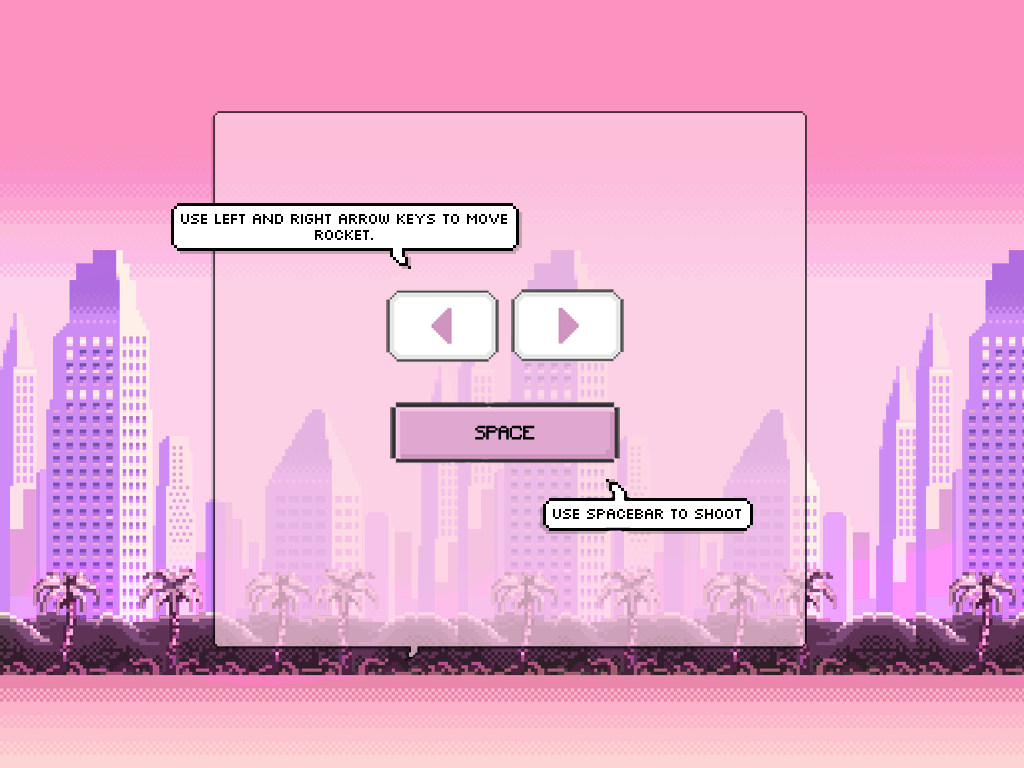 USE LEFT AND RIGHT ARROW KEYS TO MOVE
ROCKET.
SPACE
USE SPACEBAR TO SHOOT